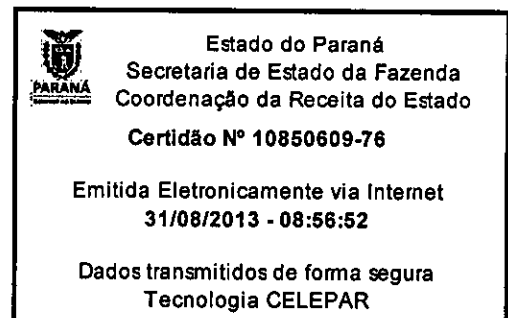 Estado do Paraná
Secretaria de Estado da Fazenda
PARANÁ
Coordenação da Receita do Estado
Certidão Nº 10850609-76
Emitida Eletronicamente via Internet
31/08/2013 - 08:56:52
Dados transmitidos de forma segura
Tecnologia CELEPAR